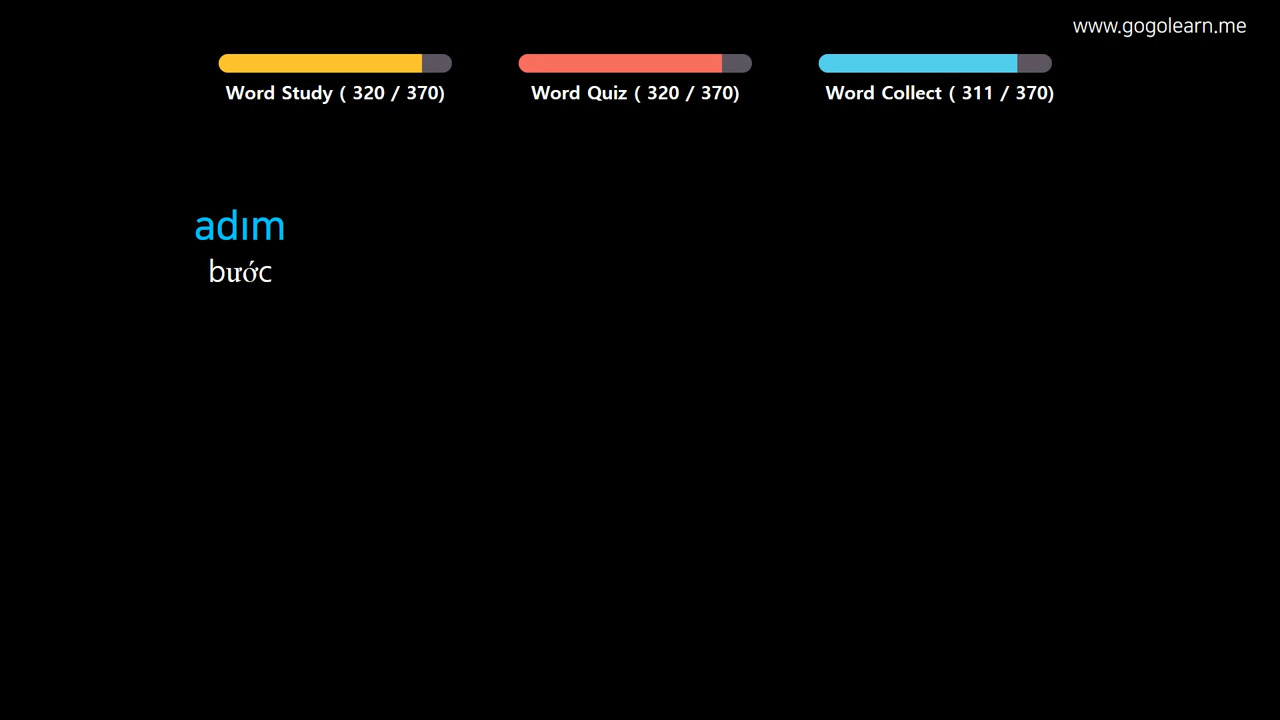 www.gogolearn.me
Word Study ( 320 / 370)
Word Quiz ( 320 / 370)
Word Collect ( 311 / 370)
adım
bước